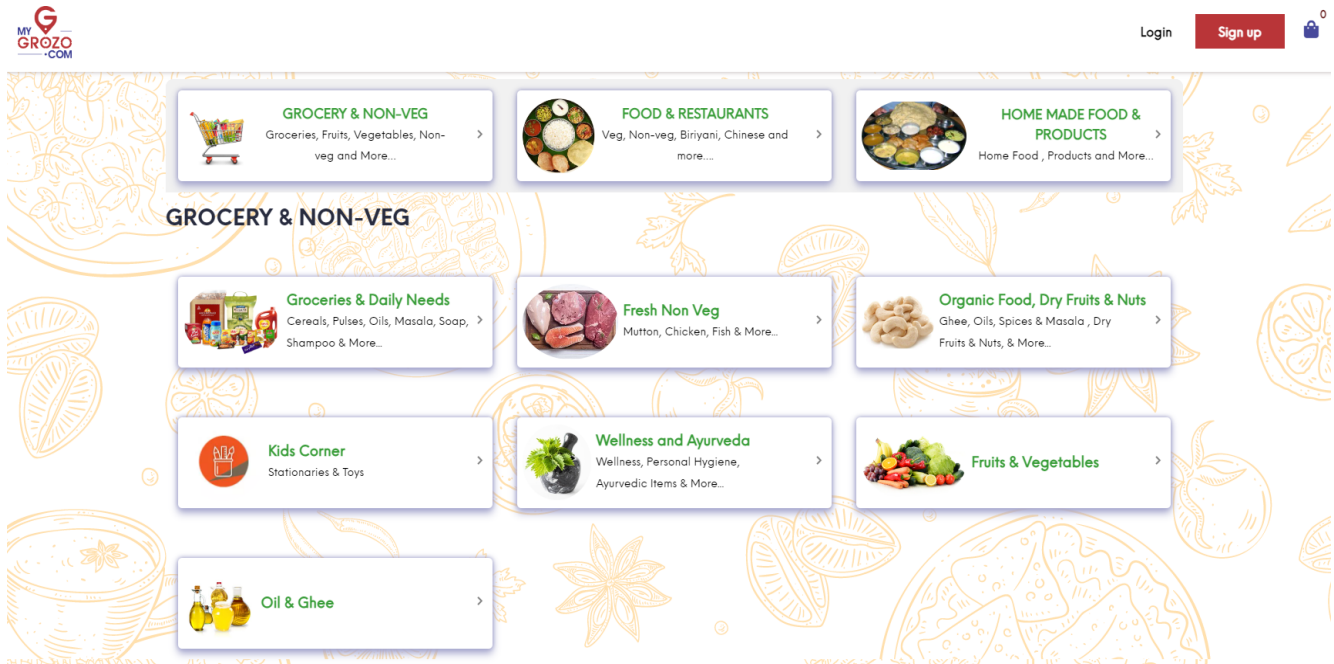 MY
GROZO
.COM
Login
Sign up
0
GROCERY & NON-VEG
Groceries, Fruits, Vegetables, Non-
veg and More...
FOOD & RESTAURANTS
Veg, Non-veg, Biriyani, Chinese and
more....
HOME MADE FOOD &
PRODUCTS
Home Food , Products and More...
GROCERY & NON-VEG
Groceries & Daily Needs
Cereals, Pulses, Oils, Masala, Soap,
Shampoo & More...
Fresh Non Veg
Mutton, Chicken, Fish & More...
Organic Food, Dry Fruits & Nuts
Ghee, Oils, Spices & Masala , Dry
Fruits & Nuts, & More...
Kids Corner
Stationaries & Toys
Wellness and Ayurveda
Wellness, Personal Hygiene,
Ayurvedic Items & More...
Fruits & Vegetables
Oil & Ghee